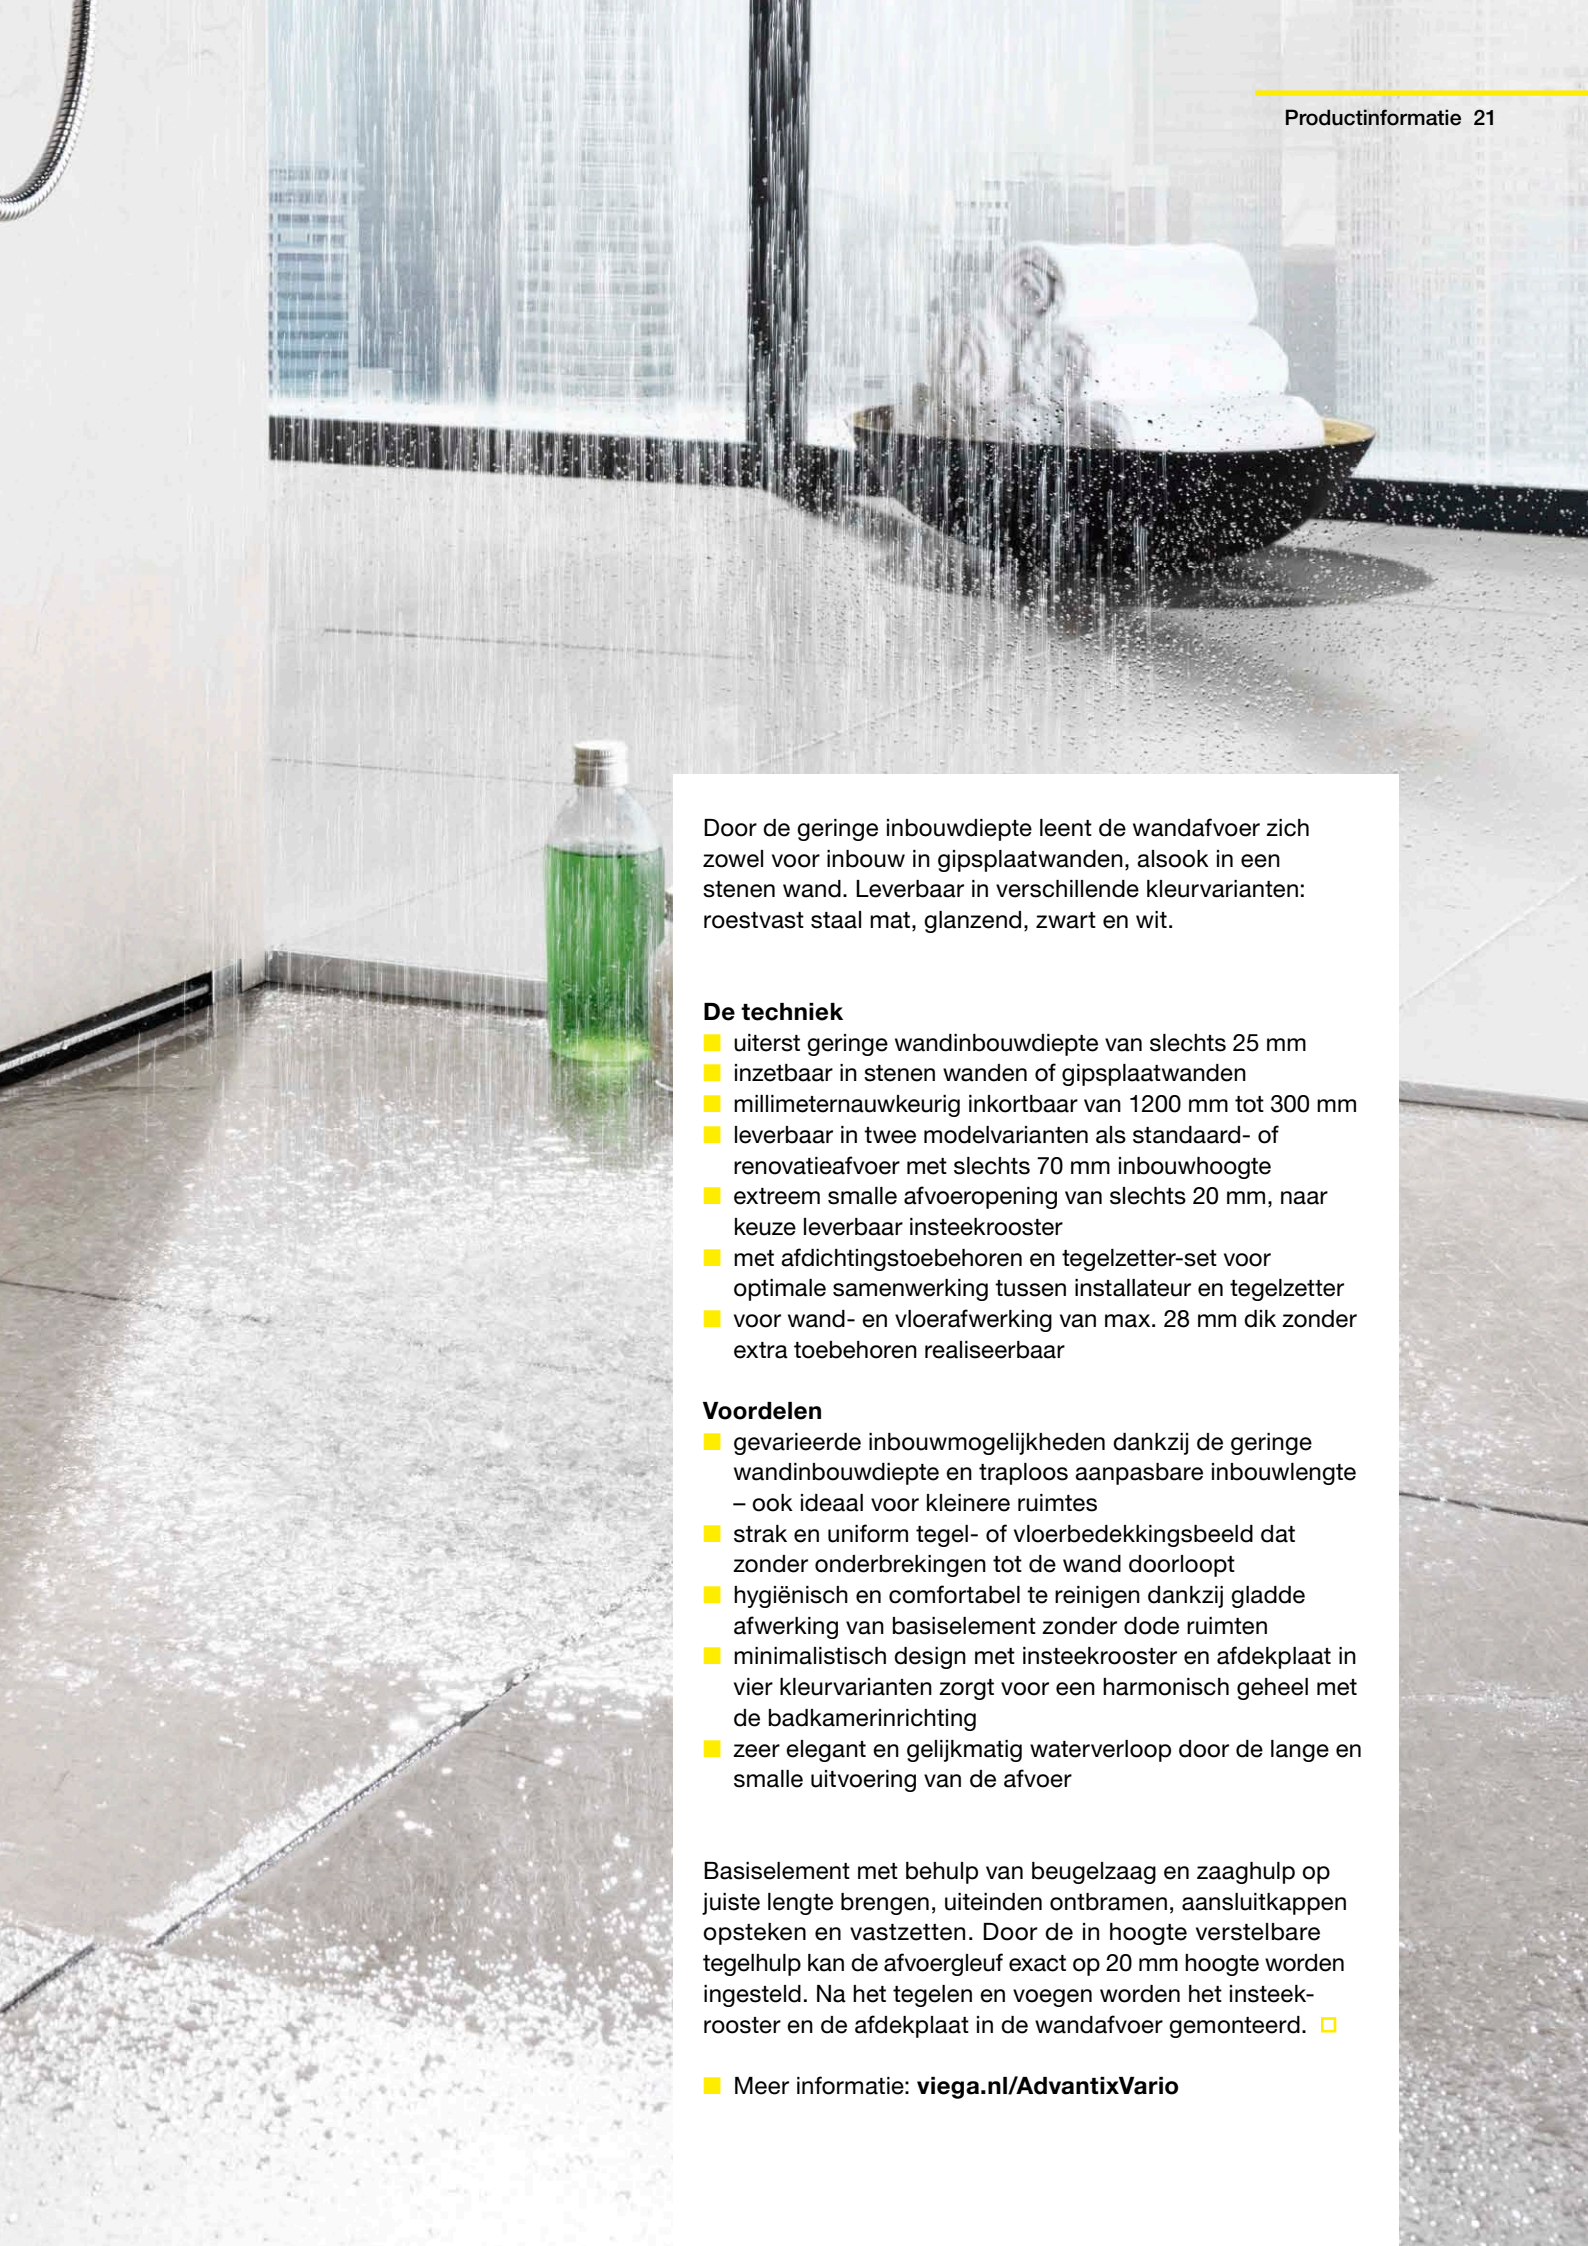 Productinformatie 21
Door de geringe inbouwdiepte leent de wandafvoer zich
zowel voor inbouw in gipsplaatwanden, alsook in een
stenen wand. Leverbaar in verschillende kleurvarianten:
roestvast staal mat, glanzend, zwart en wit.
De techniek
uiterst geringe wandinbouwdiepte van slechts 25 mm
inzetbaar in stenen wanden of gipsplaatwanden
millimeternauwkeurig inkortbaar van 1200 mm tot 300 mm
leverbaar in twee modelvarianten als standaard- of
renovatieafvoer met slechts 70 mm inbouwhoogte
extreem smalle afvoeropening van slechts 20 mm, naar
keuze leverbaar insteekrooster
met afdichtingstoebehoren en tegelzetter-set voor
optimale samenwerking tussen installateur en tegelzetter
voor wand- en vloerafwerking van max. 28 mm dik zonder
extra toebehoren realiseerbaar
Voordelen
gevarieerde inbouwmogelijkheden dankzij de geringe
wandinbouwdiepte en traploos aanpasbare inbouwlengte
– ook ideaal voor kleinere ruimtes
strak en uniform tegel- of vloerbedekkingsbeeld dat
zonder onderbrekingen tot de wand doorloopt
hygiënisch en comfortabel te reinigen dankzij gladde
afwerking van basiselement zonder dode ruimten
minimalistisch design met insteekrooster en afdekplaat in
vier kleurvarianten zorgt voor een harmonisch geheel met
de badkamerinrichting
zeer elegant en gelijkmatig waterverloop door de lange en
smalle uitvoering van de afvoer
Basiselement met behulp van beugelzaag en zaaghulp op
juiste lengte brengen, uiteinden ontbramen, aansluitkappen
opsteken en vastzetten. Door de in hoogte verstelbare
tegelhulp kan de afvoergleuf exact op 20 mm hoogte worden
ingesteld. Na het tegelen en voegen worden het insteek-
rooster en de afdekplaat in de wandafvoer gemonteerd.
Meer informatie: viega.nl/AdvantixVario